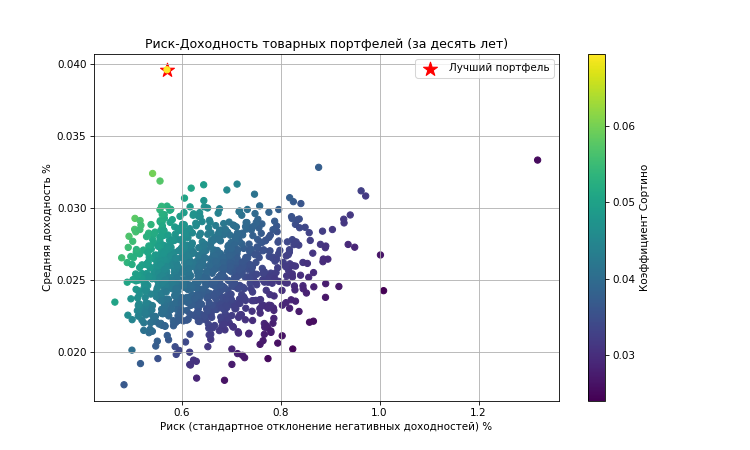 Риск-Доходность товарных портфелей (за десять лет)
Лучший портфель
Средняя доходность %
0.040
0.035
0.030
0.025
0.020
0.6
0.8
1.0
1.2
Риск (стандартное отклонение негативных доходностей) %
0.06
0.05
0.04
0.03
Коэффициент Сортино